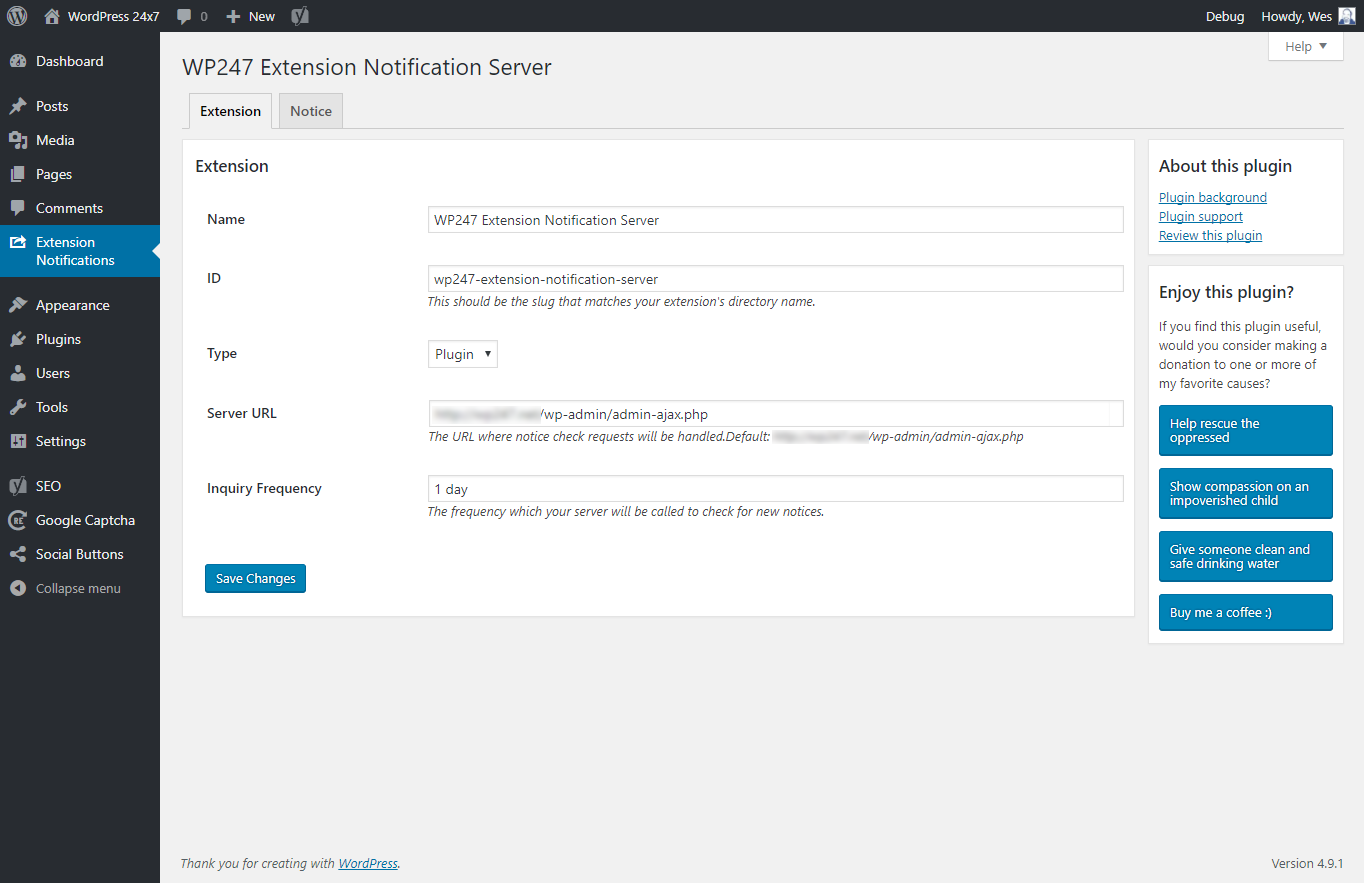 WordPress 24x7
0
New
Debug
Howdy, Wes
Help ▼
Dashboard
Posts
Media
Pages
Comments
Extension
Notifications
Appearance
Plugins
Users
Tools
Settings
SEO
Google Captcha
Social Buttons
Collapse menu
WP247 Extension Notification Server
Extension
Notice
Extension
Name
WP247 Extension Notification Server
ID
wp247-extension-notification-server
This should be the slug that matches your extension's directory name.
Type
Plugin ▼
Server URL
/wp-admin/admin-ajax.php
The URL where notice check requests will be handled.Default: /wp-admin/admin-ajax.php
Inquiry Frequency
1 day
The frequency which your server will be called to check for new notices.
Save Changes
About this plugin
Plugin background
Plugin support
Review this plugin
Enjoy this plugin?
If you find this plugin useful,
would you consider making a
donation to one or more of
my favorite causes?
Help rescue the
oppressed
Show compassion on an
impoverished child
Give someone clean and
safe drinking water
Buy me a coffee :)
Thank you for creating with WordPress.
Version 4.9.1